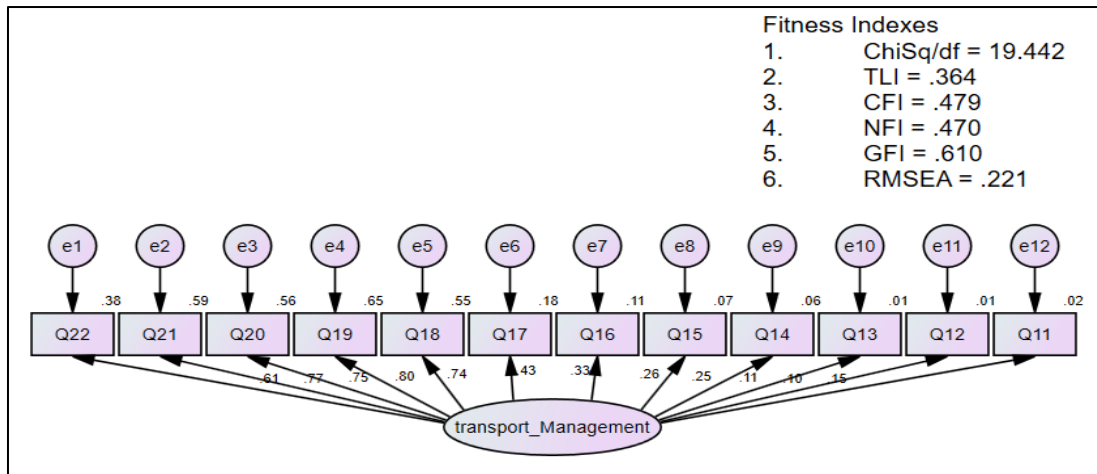 Fitness Indexes
1. ChiSq/df = 19.442
2. TLI = .364
3. CFI = .479
4. NFI = .470
5. GFI = .610
6. RMSEA = .221
e1 e2 e3 e4 e5 e6 e7 e8 e9 e10 e11 e12
.38 .59 .56 .65 .55 .18 .11 .07 .06 .01 .01 .02
Q22 Q21 Q20 Q19 Q18 Q17 Q16 Q15 Q14 Q13 Q12 Q11
.61 .77 .75 .80 .74 .43 .33 .26 .25 .11 .10 .15
transport_Management